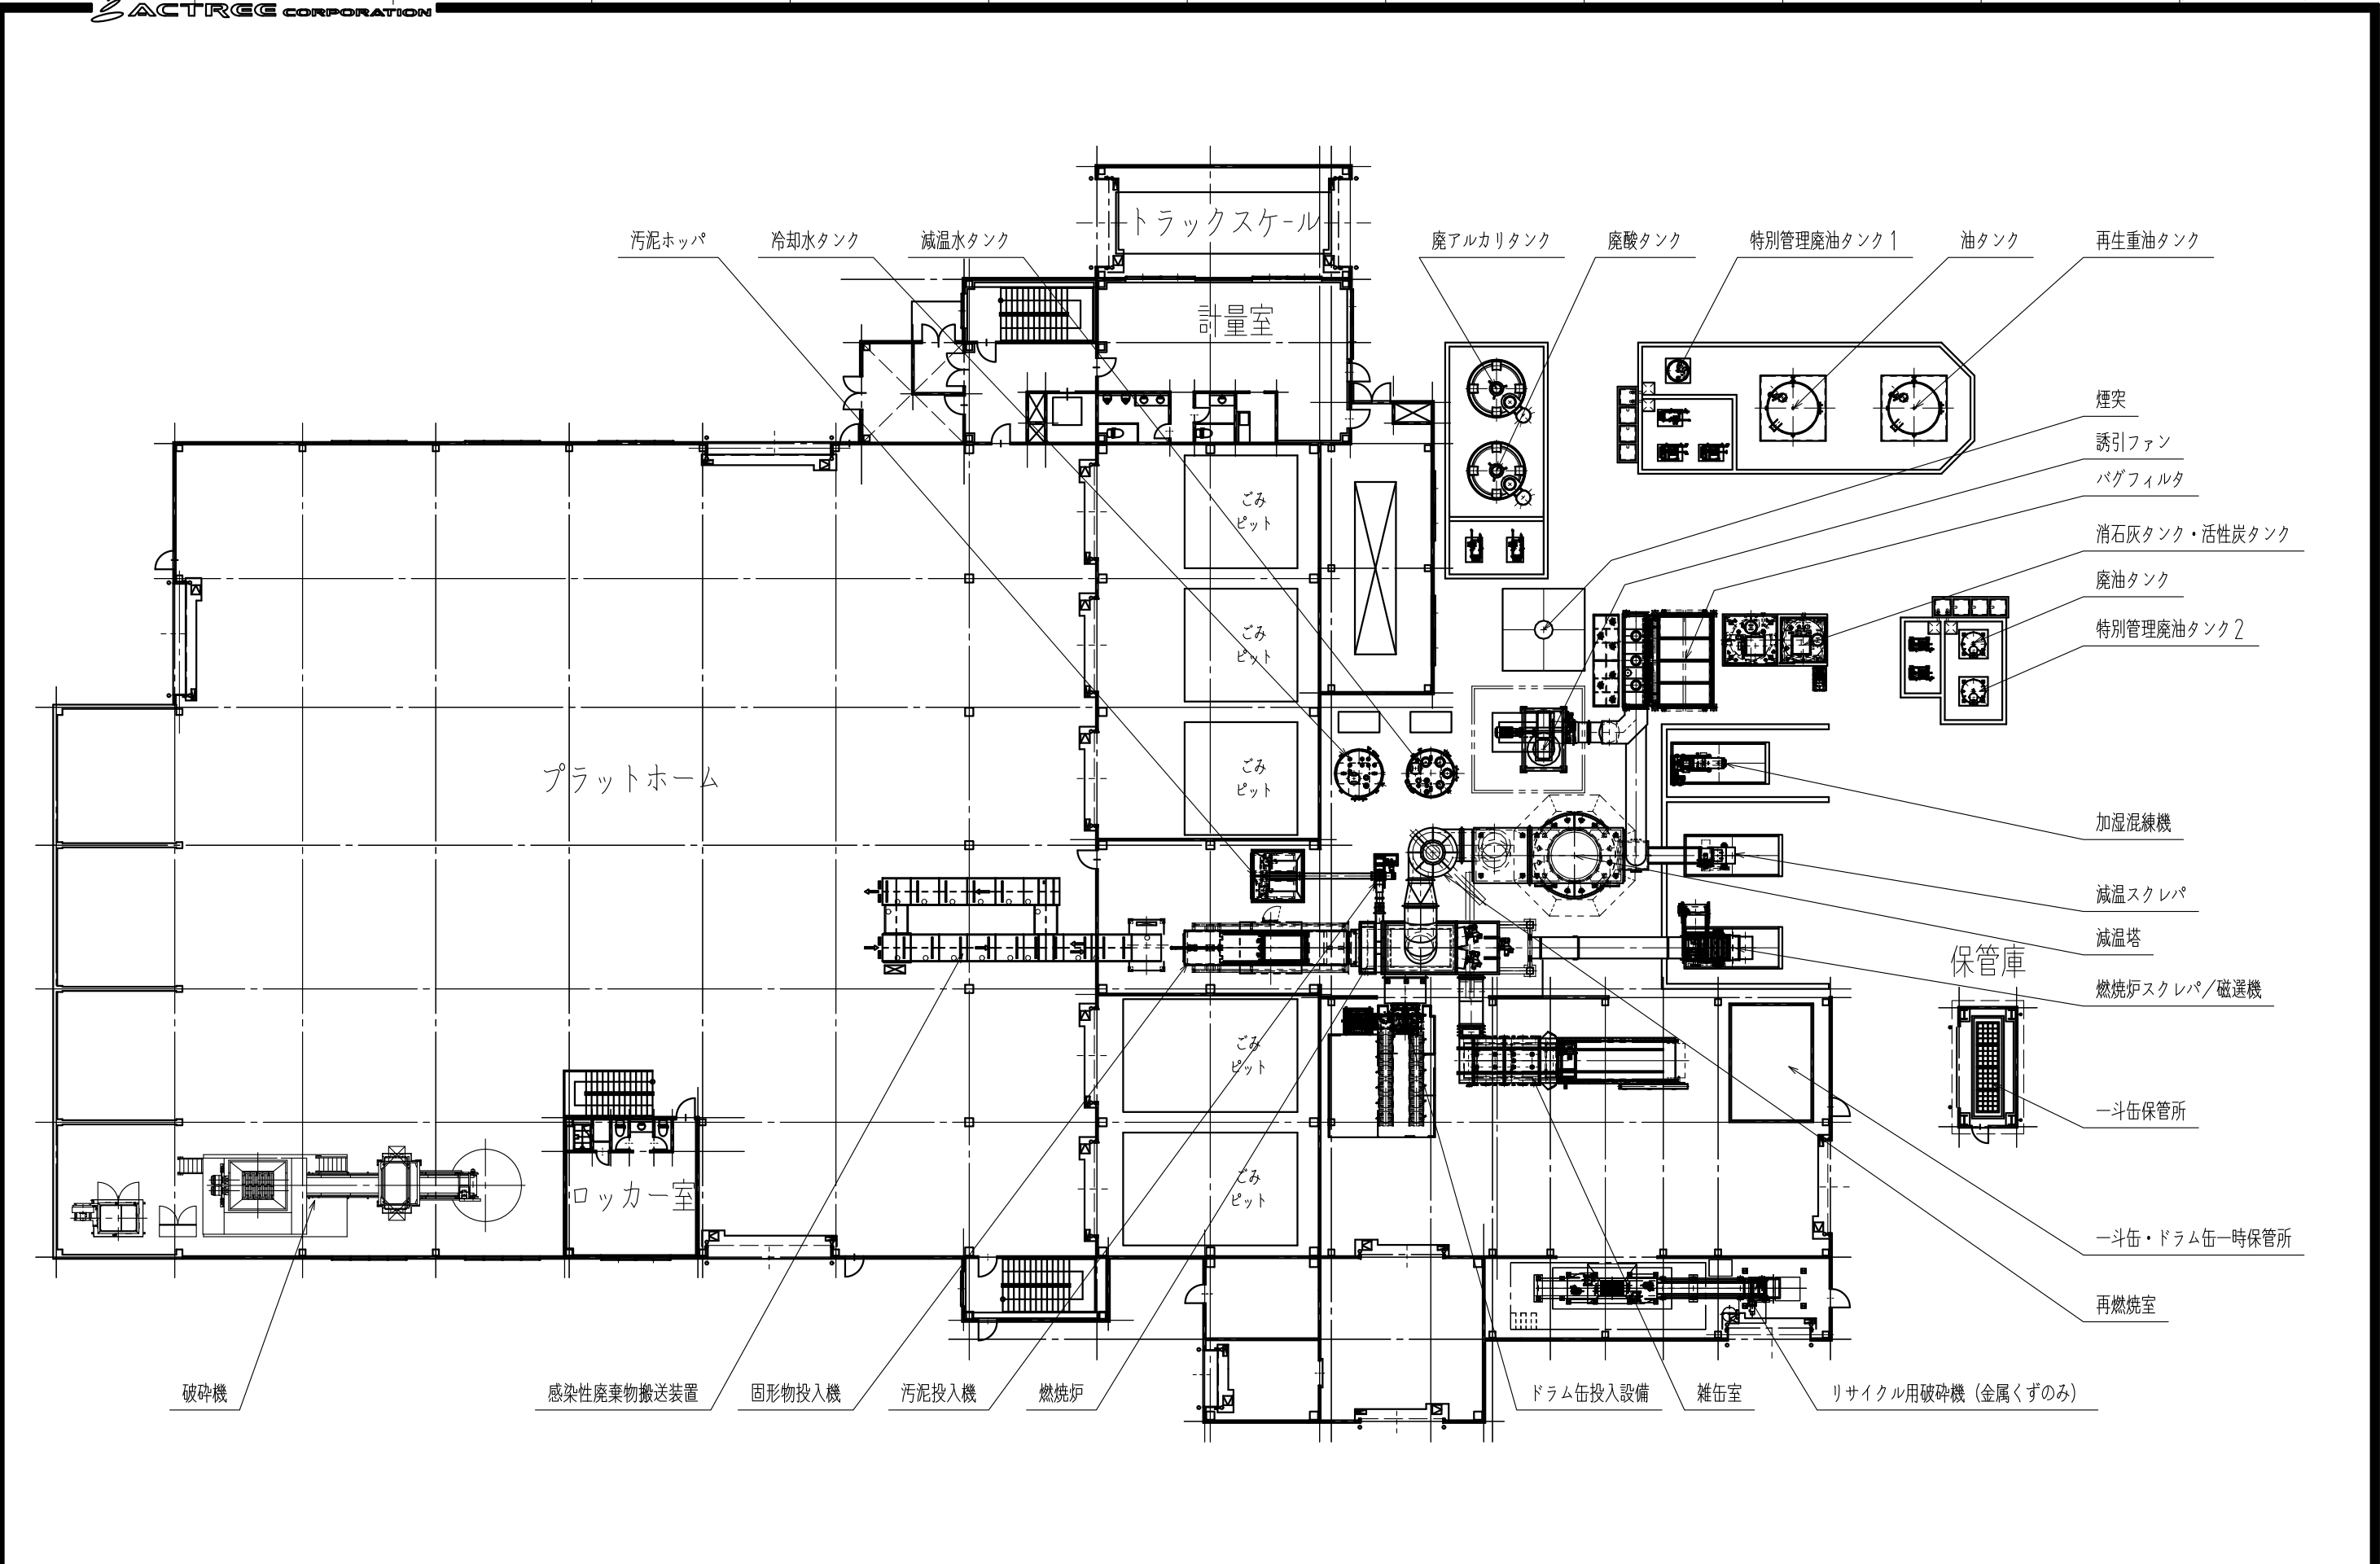 ACTREE CORPORATION
トラックスケール
汚泥ホッパ
冷却水タンク
減温水タンク
廃アルカリタンク
廃酸タンク
特別管理廃油タンク1
油タンク
再生重油タンク
計量室
煙突
誘引ファン
バグフィルタ
消石灰タンク・活性炭タンク
廃油タンク
特別管理廃油タンク2
ごみ
ピット
ごみ
ピット
ごみ
ピット
プラットホーム
加湿混練機
減温スクレパ
減温塔
保管庫
燃焼炉スクレパ/磁選機
ごみ
ピット
一斗缶保管所
ごみ
ピット
ロッカー室
一斗缶・ドラム缶一時保管所
再燃焼室
破砕機
感染性廃棄物搬送装置
固形物投入機
汚泥投入機
燃焼炉
ドラム缶投入設備
雑缶室
リサイクル用破砕機（金属くずのみ）